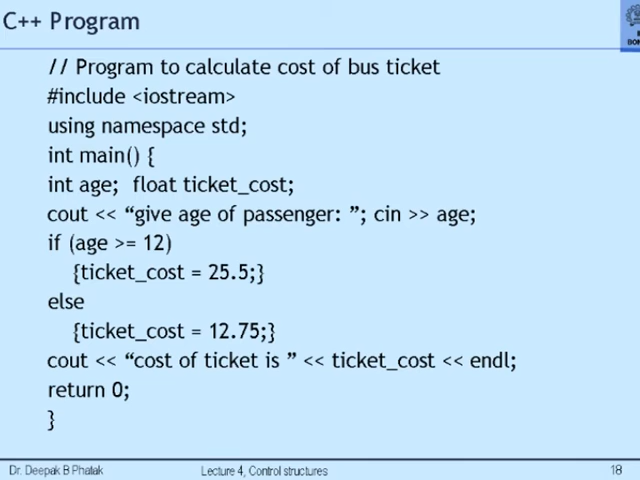 C++ Program
// Program to calculate cost of bus ticket
#include <iostream>
using namespace std;
int main() {
int age;  float ticket_cost;
cout << “give age of passenger: ”; cin >> age;
if (age >= 12)
{ticket_cost = 25.5;}
else
{ticket_cost = 12.75;}
cout << “cost of ticket is ” << ticket_cost << endl;
return 0;
}
Dr. Deepak B Phatak
Lecture 4, Control structures
18